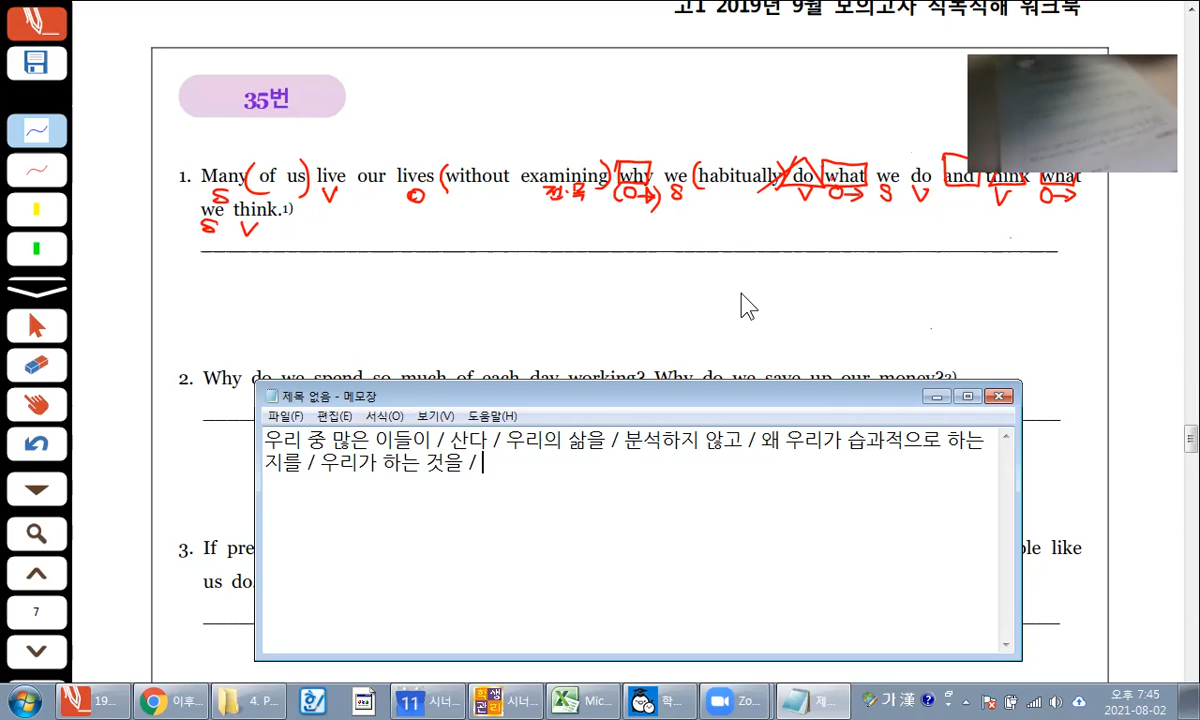 고1 2019년 9월 모의고사 직독직해 워크북
35번
1. Many of us live our lives without examining why we habitually do what we do and think what
S V O 전·목 (O→) S V O→ S V V O→
we think.1)
S V
2. Why do we spend so much of each day working? Why do we save up our money?2)
제목 없음 - 메모장
파일(F) 편집(E) 서식(O) 보기(V) 도움말(H)
우리 중 많은 이들이 / 산다 / 우리의 삶을 / 분석하지 않고 / 왜 우리가 습과적으로 하는
지를 / 우리가 하는 것을 /
3. If pre
ple like
us do.
7
19...
이후...
4. P...
한
11 시너...
학생관리 시너...
Mic...
학...
Zo...
제...
가 漢
오후 7:45
2021-08-02